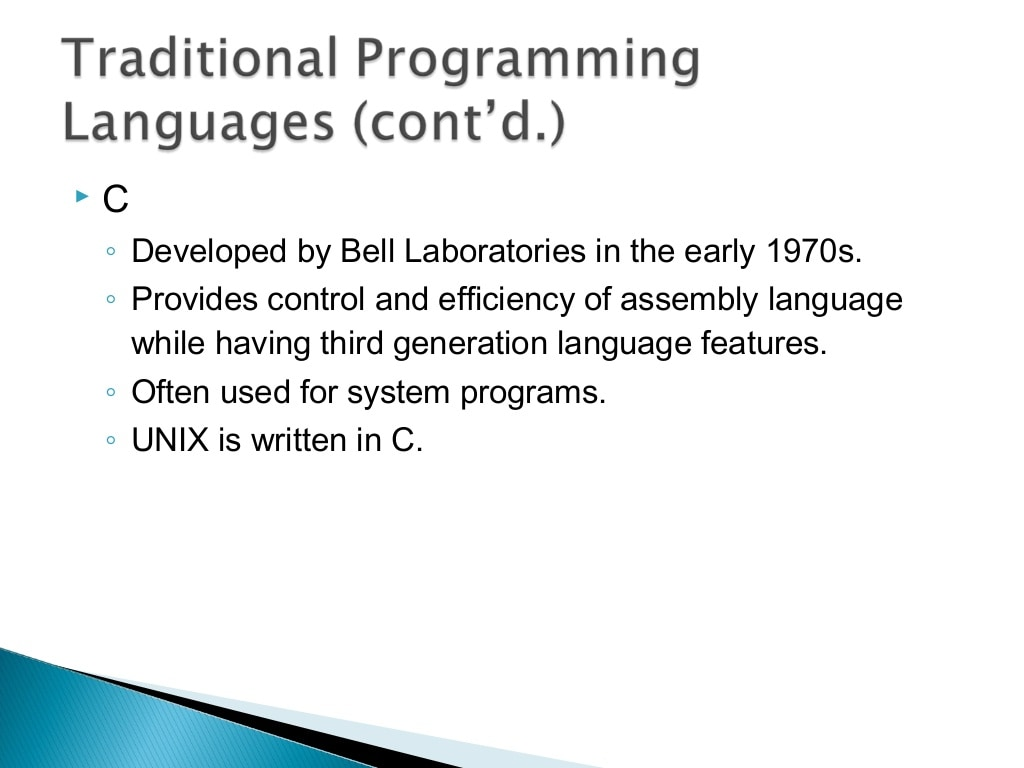 Traditional Programming
Languages (cont’d.)
C
Developed by Bell Laboratories in the early 1970s.
Provides control and efficiency of assembly language
while having third generation language features.
Often used for system programs.
UNIX is written in C.